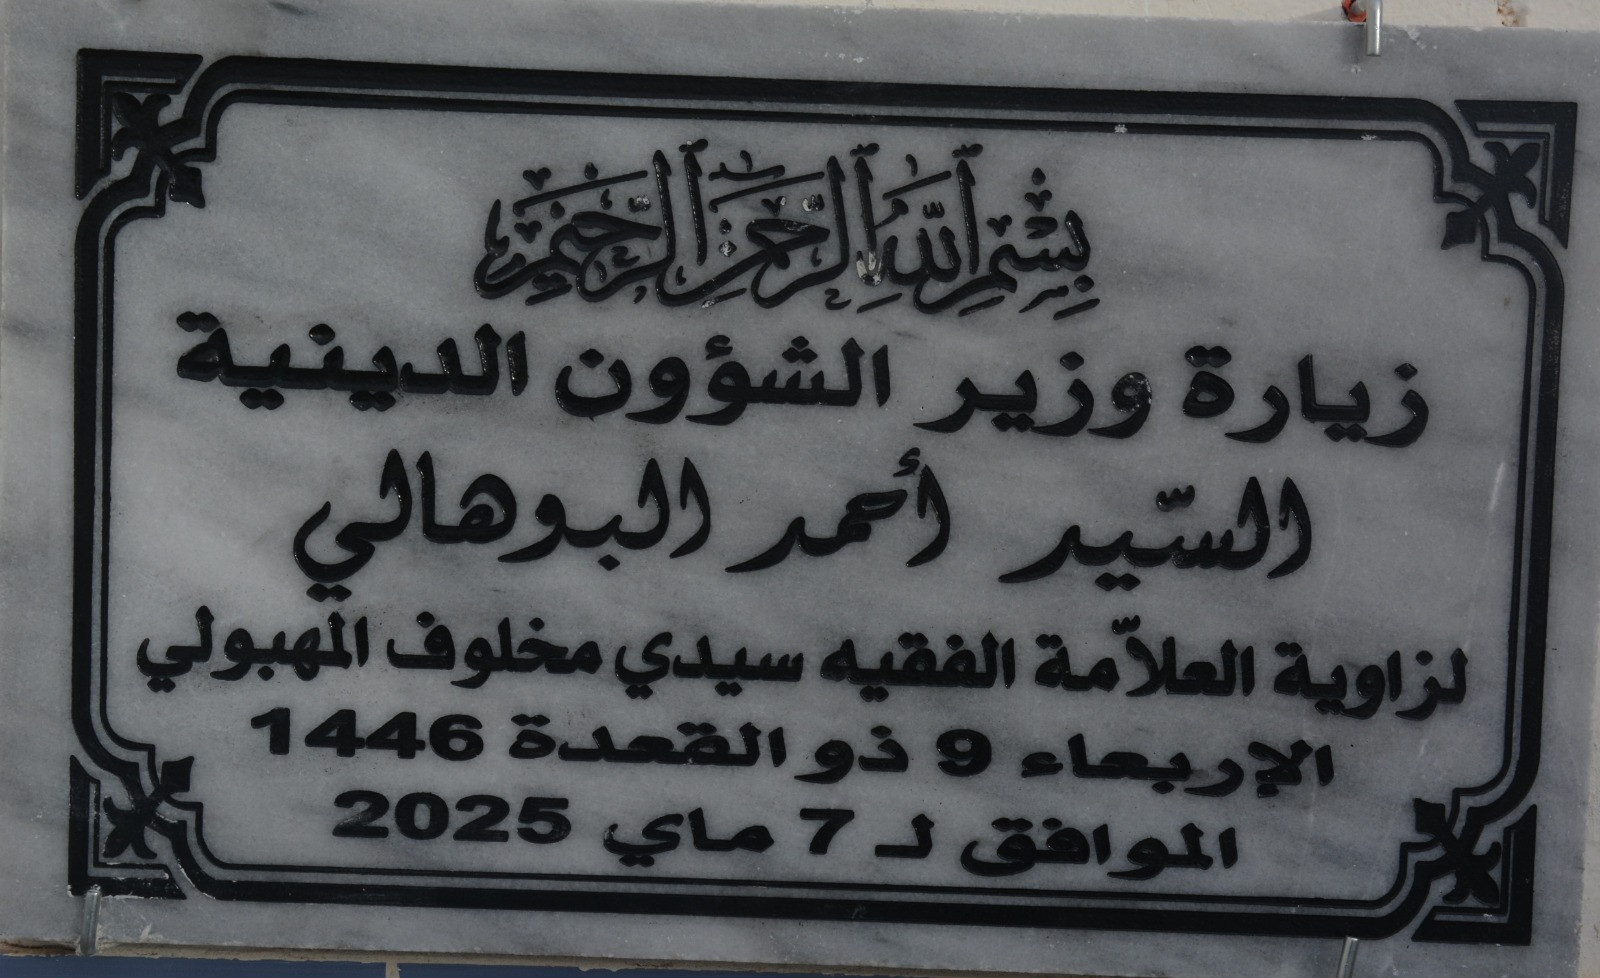 بسم الله الرحمن الرحيم
زيارة وزير الشؤون الدينية
السّيد أحمد البوهالي
لزاوية العلاّمة الفقيه سيدي مخلوف المهبولي
الإربعاء 9 ذو القعدة 1446
الموافق لـ 7 ماي 2025